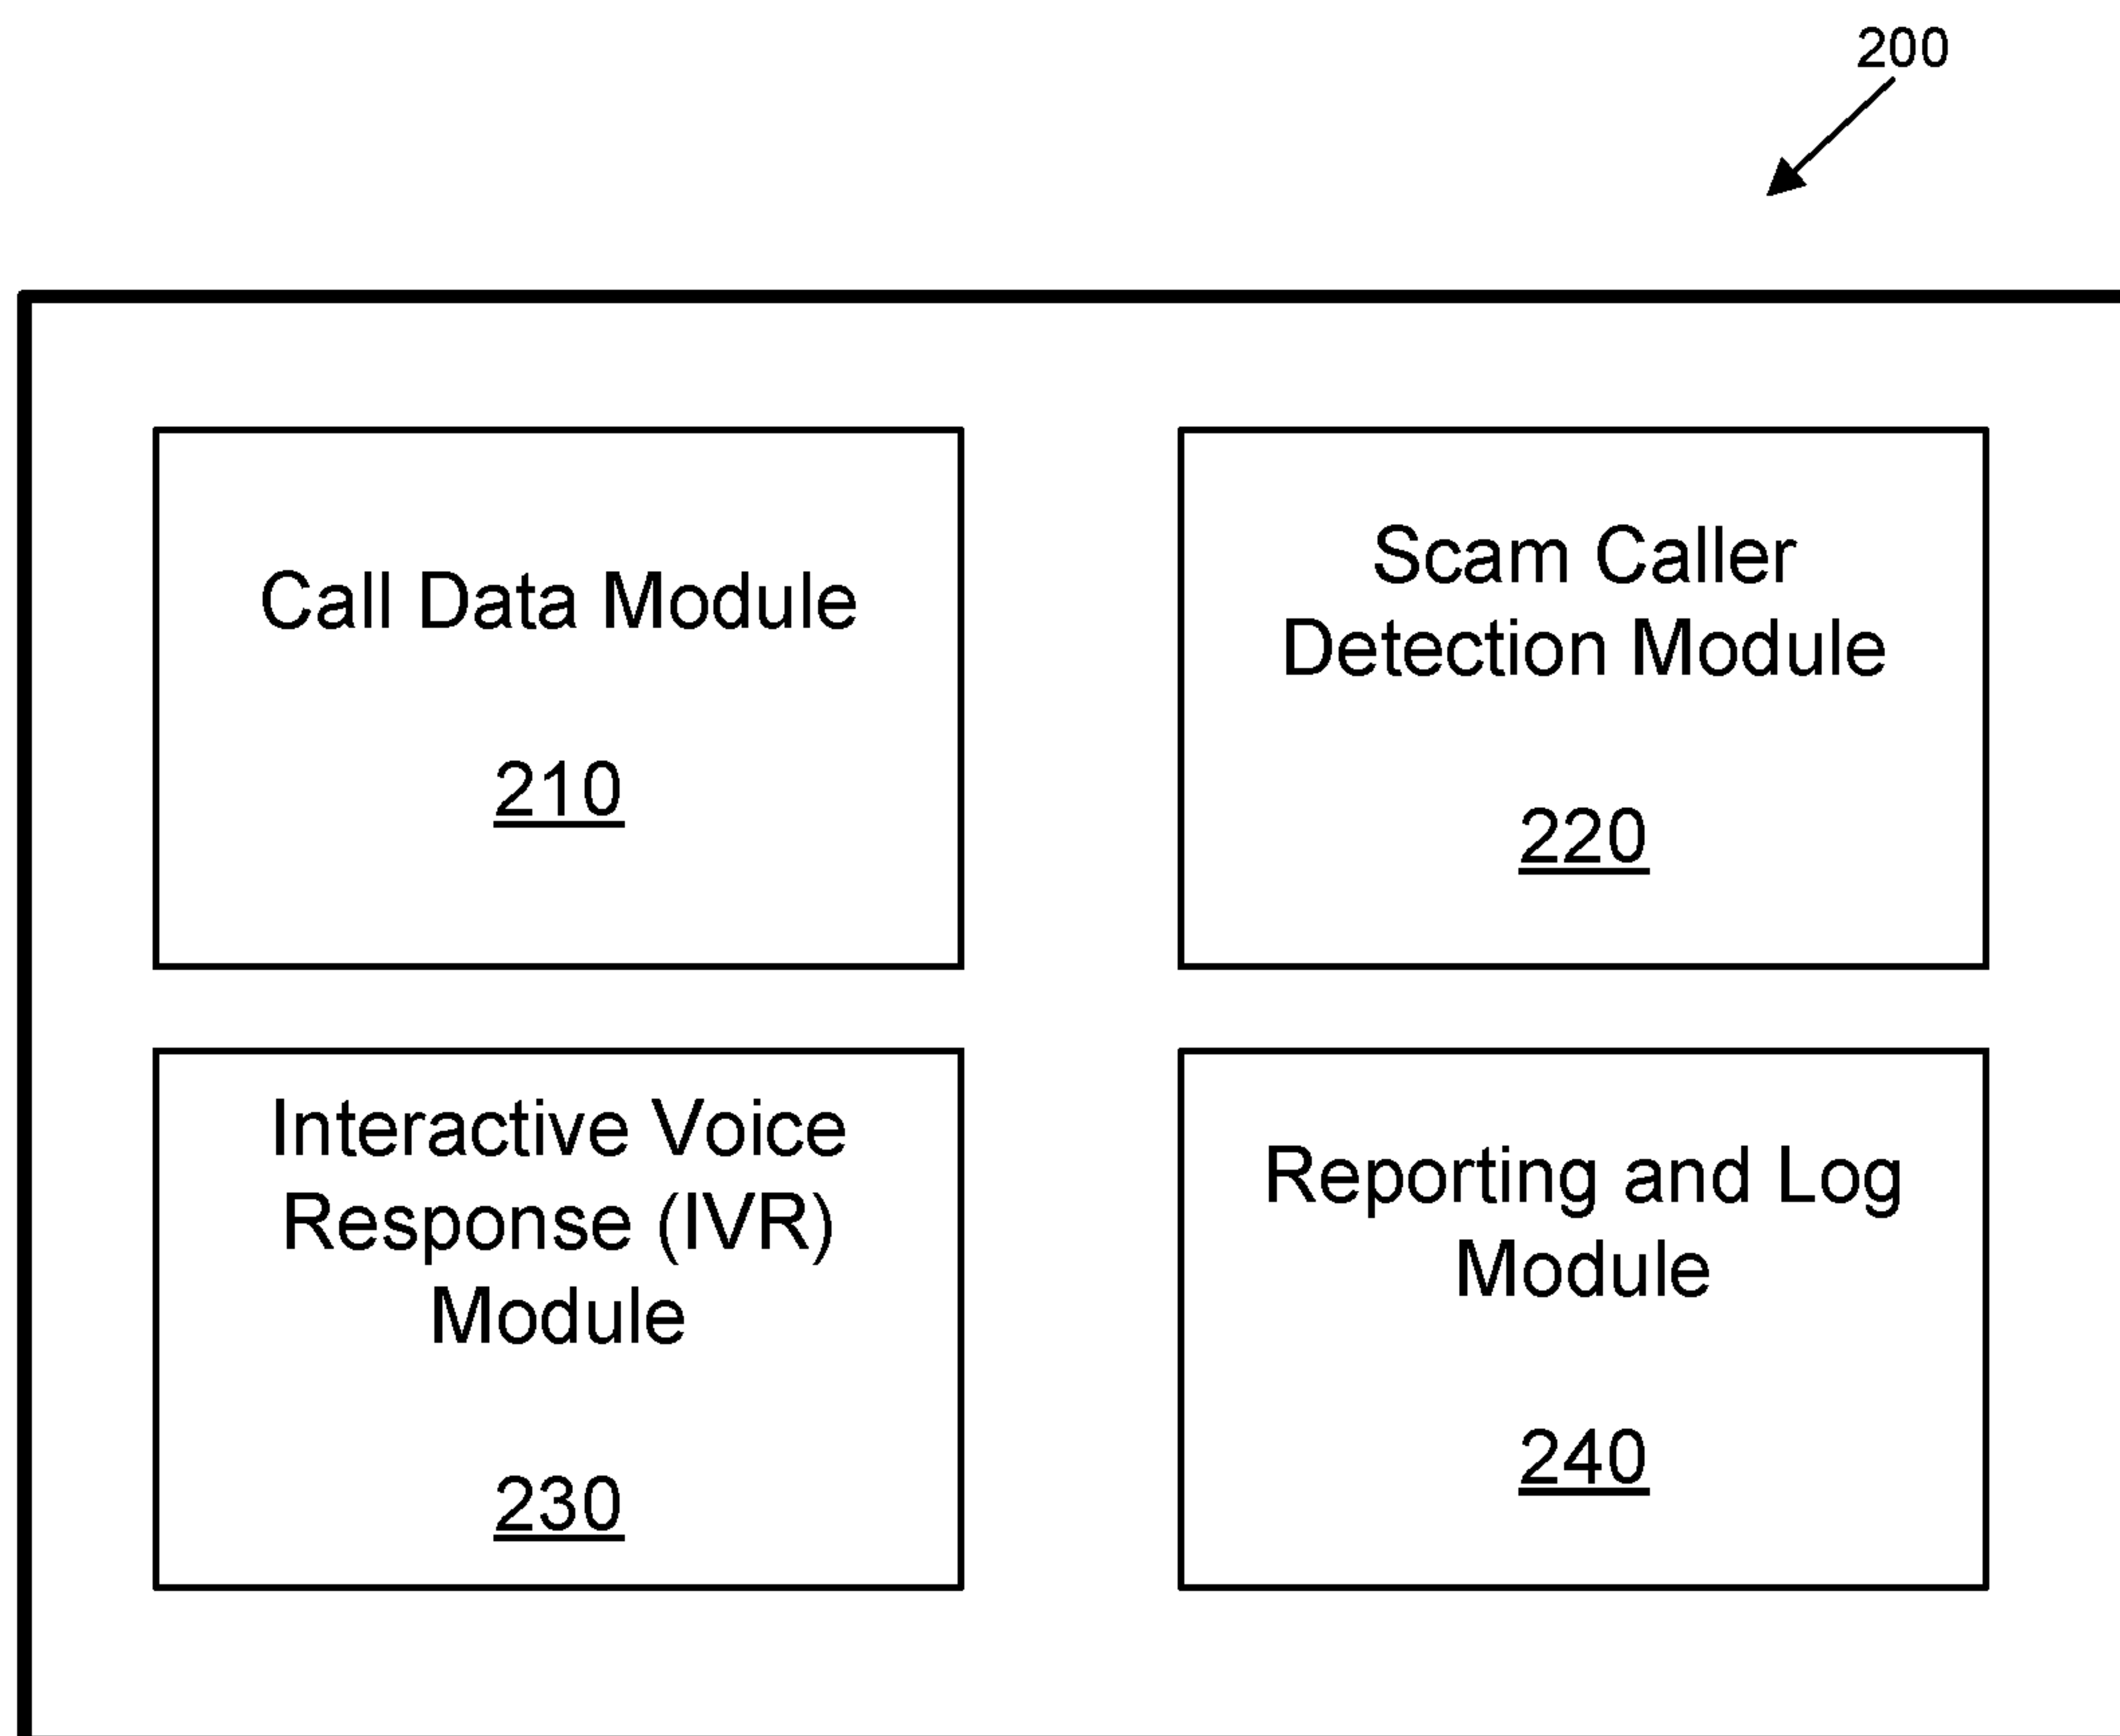 200
Call Data Module
210
Scam Caller
Detection Module
220
Interactive Voice
Response (IVR)
Module
230
Reporting and Log
Module
240